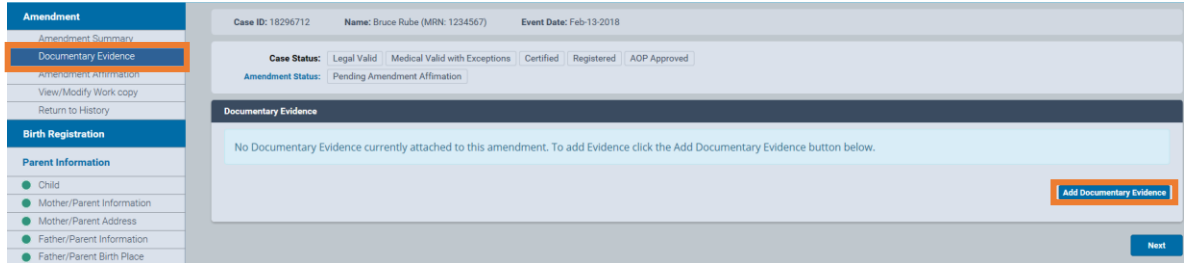 Amendment
Amendment Summary
Documentary Evidence
Amendment Affirmation
View/Modify Work copy
Return to History
Birth Registration
Parent Information
Child
Mother/Parent Information
Mother/Parent Address
Father/Parent Information
Father/Parent Birth Place
Case ID: 18296712 Name: Bruce Rube (MRN: 1234567) Event Date: Feb-13-2018
Case Status: Legal Valid Medical Valid with Exceptions Certified Registered AOP Approved
Amendment Status: Pending Amendment Affimation
Documentary Evidence
No Documentary Evidence currently attached to this amendment. To add Evidence click the Add Documentary Evidence button below.
Add Documentary Evidence
Next